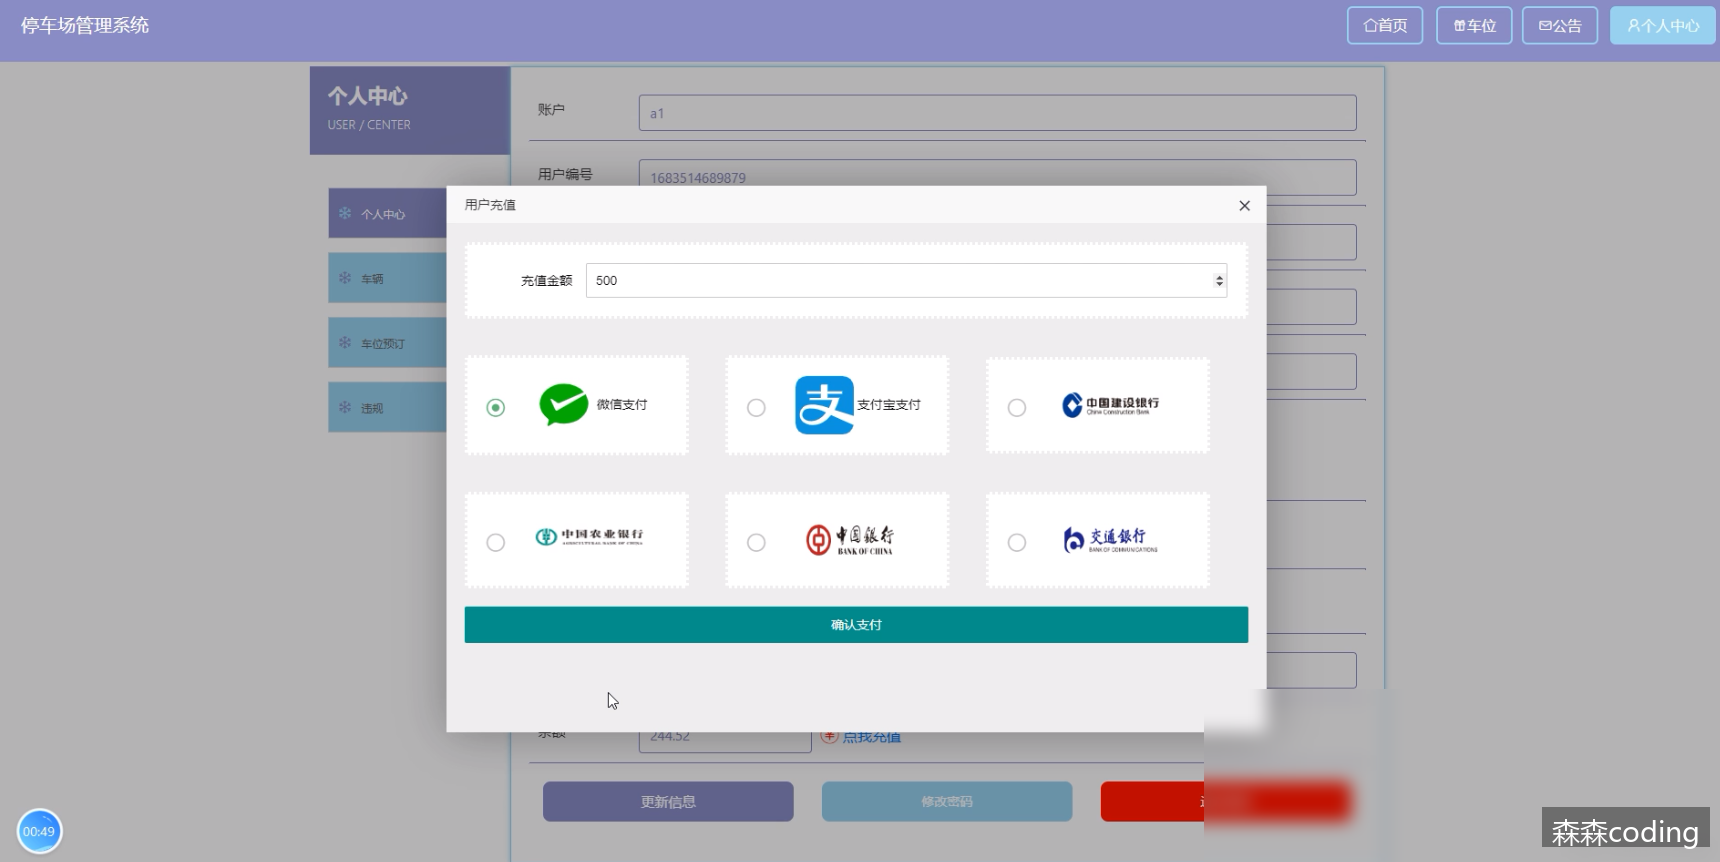 停车场管理系统
首页
车位
公告
个人中心
个人中心
USER / CENTER
账户
a1
用户编号
1683514689879
个人中心
车辆
车位预订
违规
用户充值
充值金额
500
微信支付
支付宝支付
中国建设银行
China Construction Bank
中国农业银行
AGRICULTURAL BANK OF CHINA
中国银行
BANK OF CHINA
交通银行
BANK OF COMMUNICATIONS
确认支付
余额
244.52
点我充值
更新信息
修改密码
00:49
森森coding